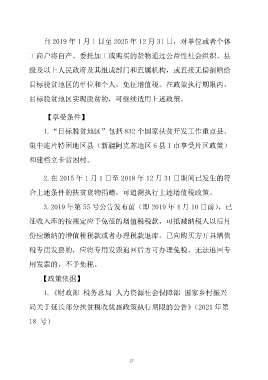 自 2019 年 1 月 1 日至 2025 年 12 月 31 日，对单位或者个体
工商户将自产、委托加工或购买的货物通过公益性社会组织、县
级及以上人民政府及其组成部门和直属机构，或直接无偿捐赠给
目标脱贫地区的单位和个人，免征增值税。在政策执行期限内，
目标脱贫地区实现脱贫的，可继续适用上述政策。
【享受条件】
1. “目标脱贫地区”包括 832 个国家扶贫开发工作重点县、
集中连片特困地区县（新疆阿克苏地区 6 县 1 市享受片区政策）
和建档立卡贫困村。
2. 在 2015 年 1 月 1 日至 2018 年 12 月 31 日期间已发生的符
合上述条件的扶贫货物捐赠，可追溯执行上述增值税政策。
3. 2019 年第 55 号公告发布前（即 2019 年 4 月 10 日前），已
征收入库的按规定应予免征的增值税税款，可抵减纳税人以后月
份应缴纳的增值税税款或者办理税款退库。已向购买方开具增值
税专用发票的，应将专用发票追回后方可办理免税。无法追回专
用发票的，不予免税。
【政策依据】
1. 《财政部 税务总局 人力资源社会保障部 国家乡村振兴
局关于延长部分扶贫税收优惠政策执行期限的公告》（2021 年第
18 号）
37